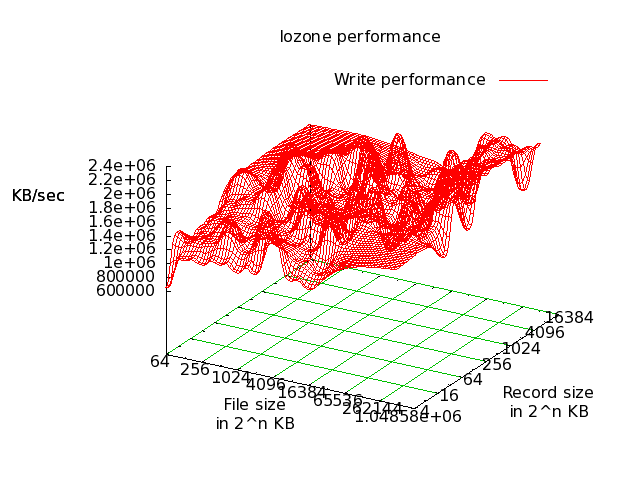 Iozone performance
Write performance
KB/sec
2.4e+06
2.2e+06
2e+06
1.8e+06
1.6e+06
1.4e+06
1.2e+06
1e+06
800000
600000
64
256
1024
4096
16384
65536
262144
1.04858e+06
File size
in 2^n KB
4
16
64
256
1024
4096
16384
Record size
in 2^n KB